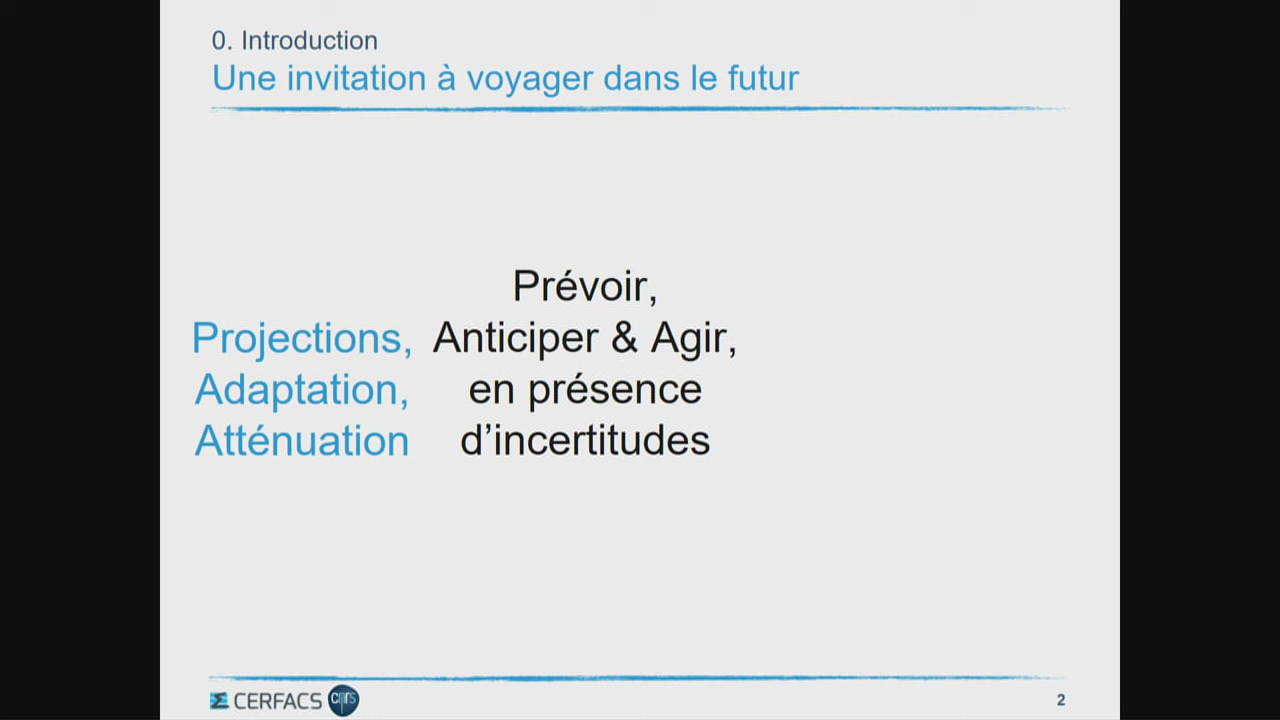 0. Introduction
Une invitation à voyager dans le futur
Prévoir,
Projections, Anticiper & Agir,
Adaptation, en présence
Atténuation d’incertitudes
CERFACS cnrs
2